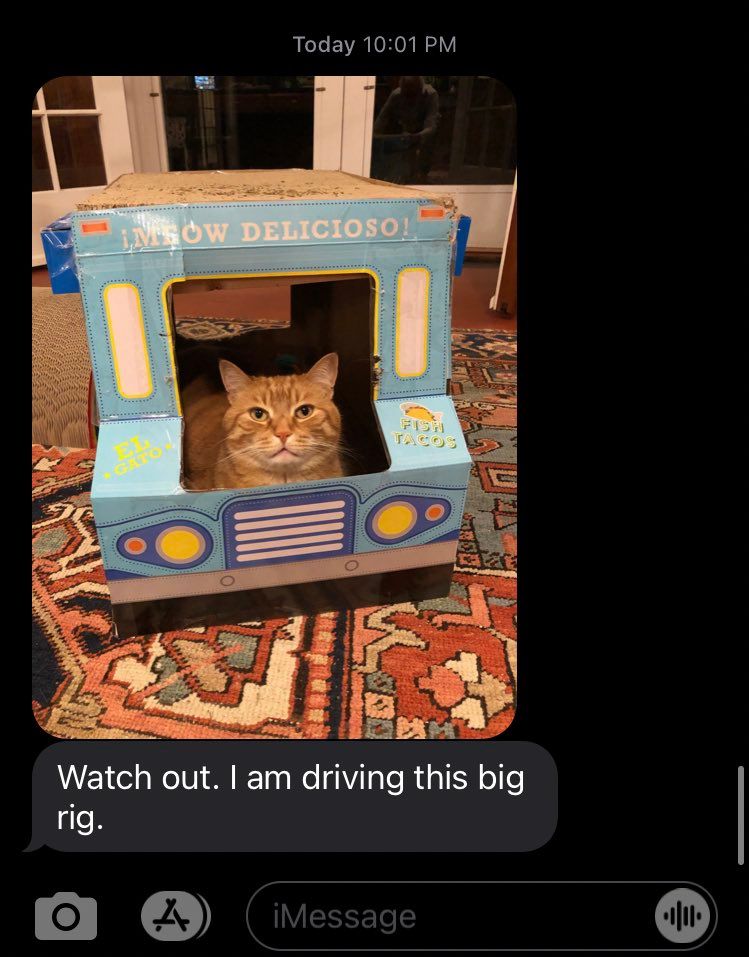 Today 10:01 PM
¡MEOW DELICIOSO!
EL
GATO
FISH
TACOS
Watch out. I am driving this big
rig.
iMessage